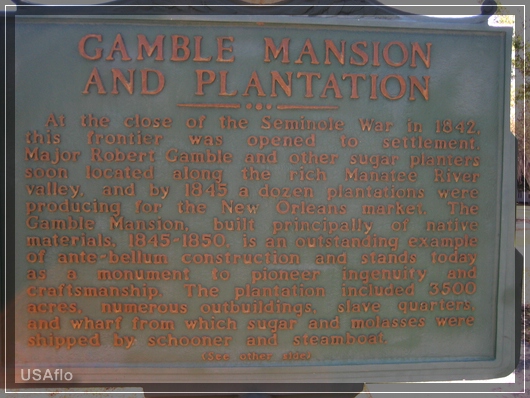 GAMBLE MANSION
AND PLANTATION
At the close of the Seminole War in 1842,
this frontier was opened to settlement.
Major Robert Gamble and other sugar planters
soon located along the rich Manatee River
valley, and by 1845 a dozen plantations were
producing for the New Orleans market. The
Gamble Mansion, built principally of native
materials, 1845-1850, is an outstanding example
of ante-bellum construction and stands today
as a monument to pioneer ingenuity and
craftsmanship. The plantation included 3500
acres, numerous outbuildings, slave quarters,
and wharf from which sugar and molasses were
shipped by schooner and steamboat.
(See other side)
USAflo